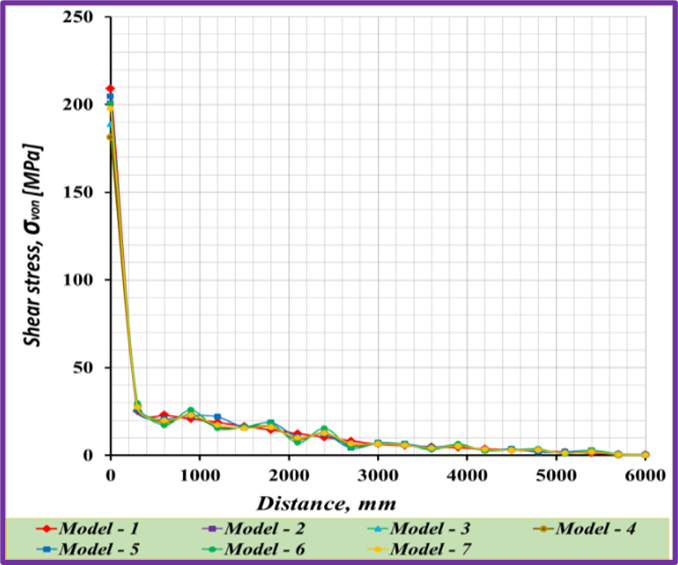 250
200
150
100
50
0
Shear stress, σvon [MPa]
0 1000 2000 3000 4000 5000 6000
Distance, mm
Model - 1 Model - 2 Model - 3 Model - 4
Model - 5 Model - 6 Model - 7